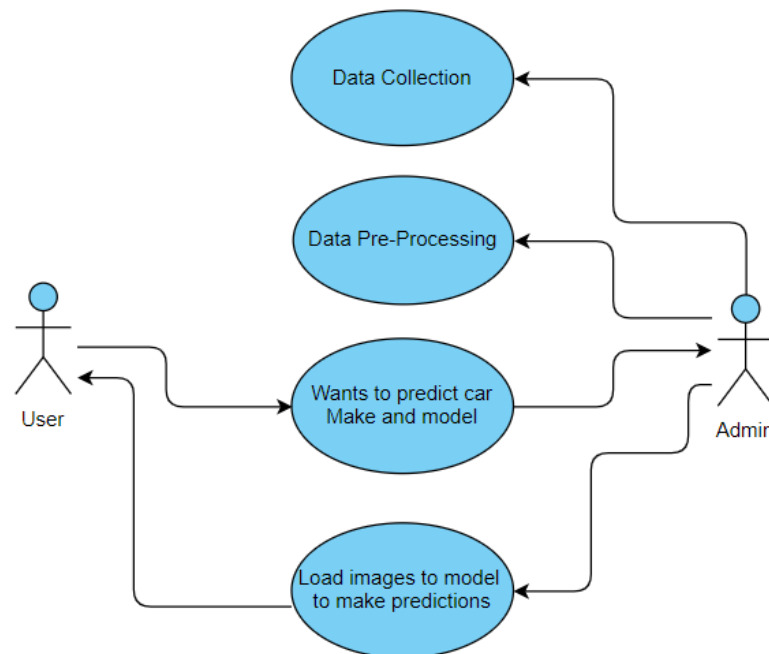 Data Collection
Data Pre-Processing
Wants to predict car
Make and model
User
Admin
Load images to model
to make predictions